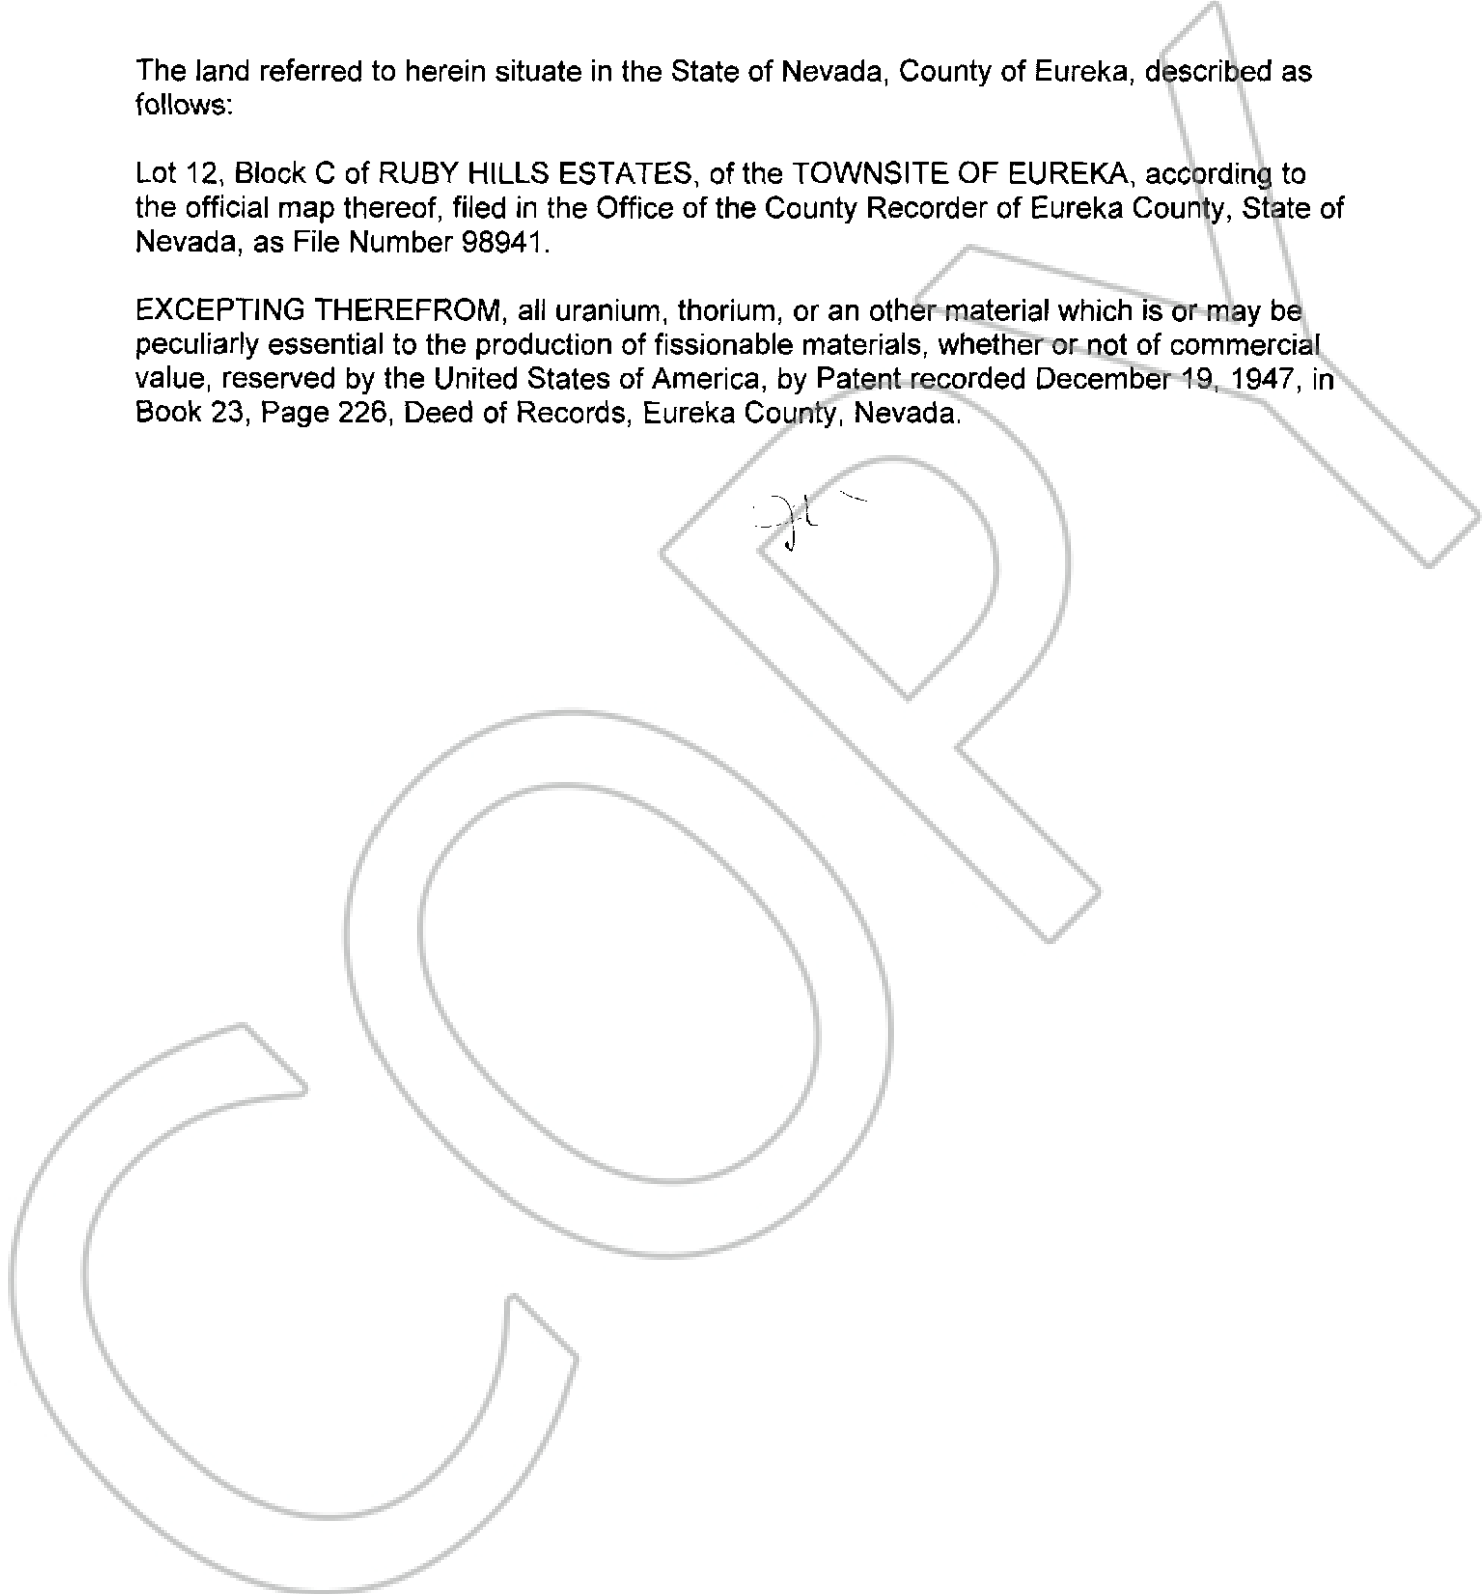 The land referred to herein situate in the State of Nevada, County of Eureka, described as
follows:
Lot 12, Block C of RUBY HILLS ESTATES, of the TOWNSITE OF EUREKA, according to
the official map thereof, filed in the Office of the County Recorder of Eureka County, State of
Nevada, as File Number 98941.
EXCEPTING THEREFROM, all uranium, thorium, or an other material which is or may be
peculiarly essential to the production of fissionable materials, whether or not of commercial
value, reserved by the United States of America, by Patent recorded December 19, 1947, in
Book 23, Page 226, Deed of Records, Eureka County, Nevada.
COPY